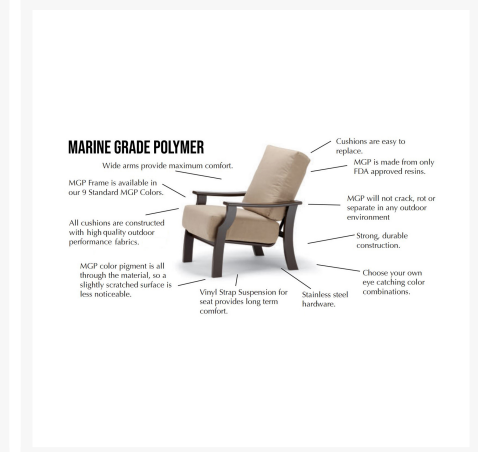 MARINE GRADE POLYMER
Wide arms provide maximum comfort.
MGP Frame is available in
our 9 Standard MGP Colors.
All cushions are constructed
with high quality outdoor
performance fabrics.
MGP color pigment is all
through the material, so a
slightly scratched surface is
less noticeable.
Vinyl Strap Suspension for
seat provides long term
comfort.
Stainless steel
hardware.
Cushions are easy to
replace.
MGP is made from only
FDA approved resins.
MGP will not crack, rot or
separate in any outdoor
environment
Strong, durable
construction.
Choose your own
eye catching color
combinations.